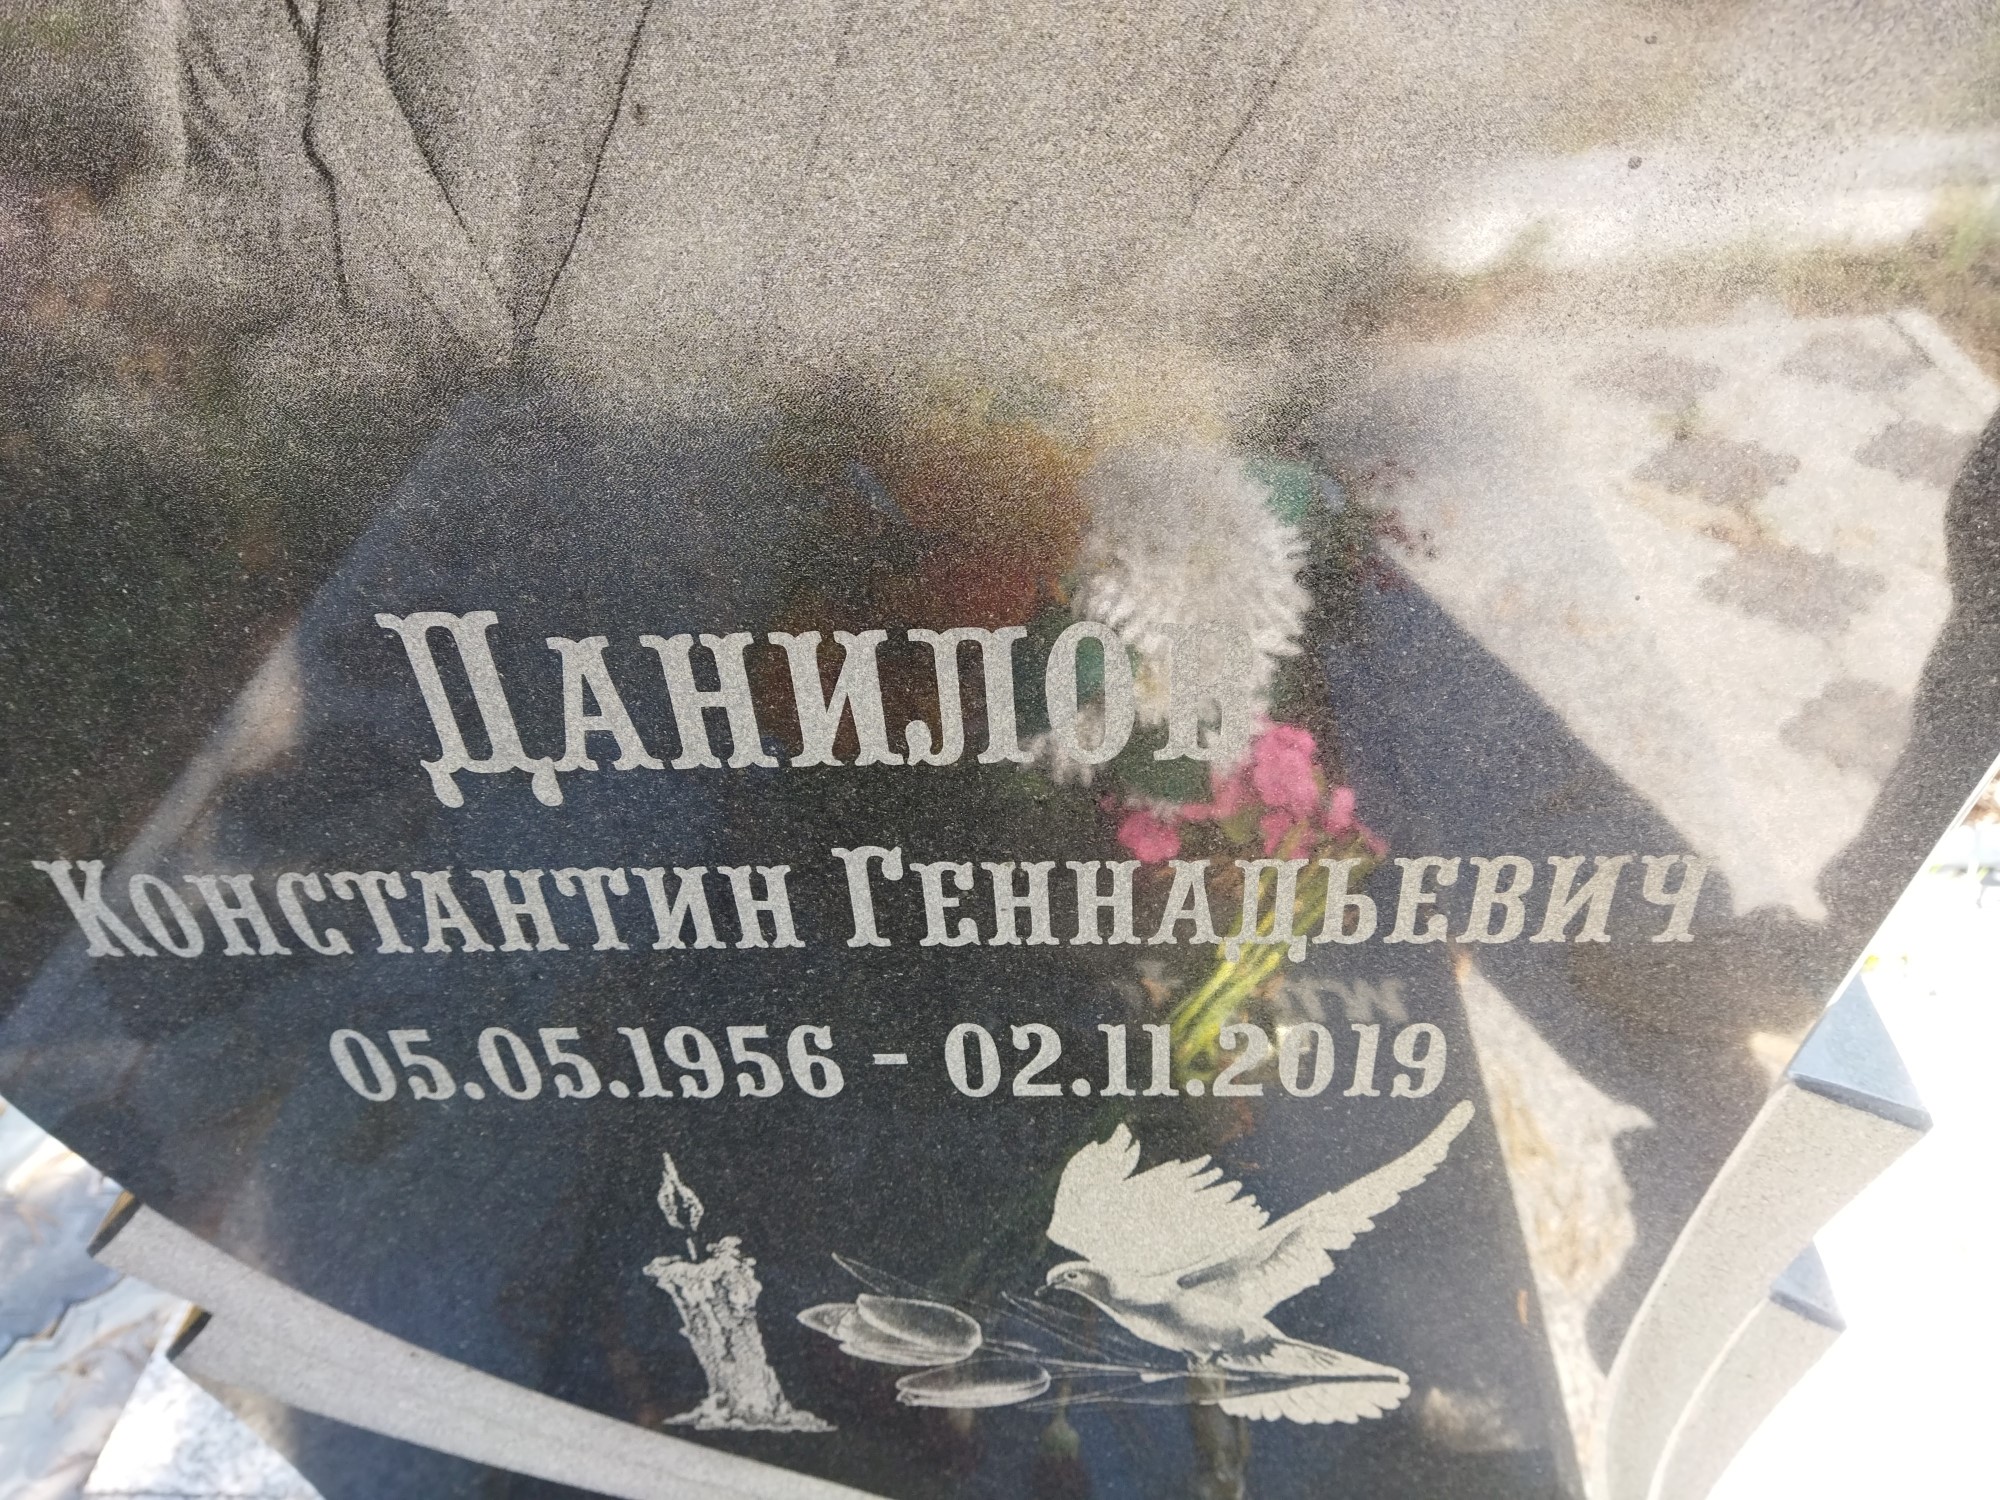 Данилов
Константин Геннадьевич
05.05.1956 - 02.11.2019